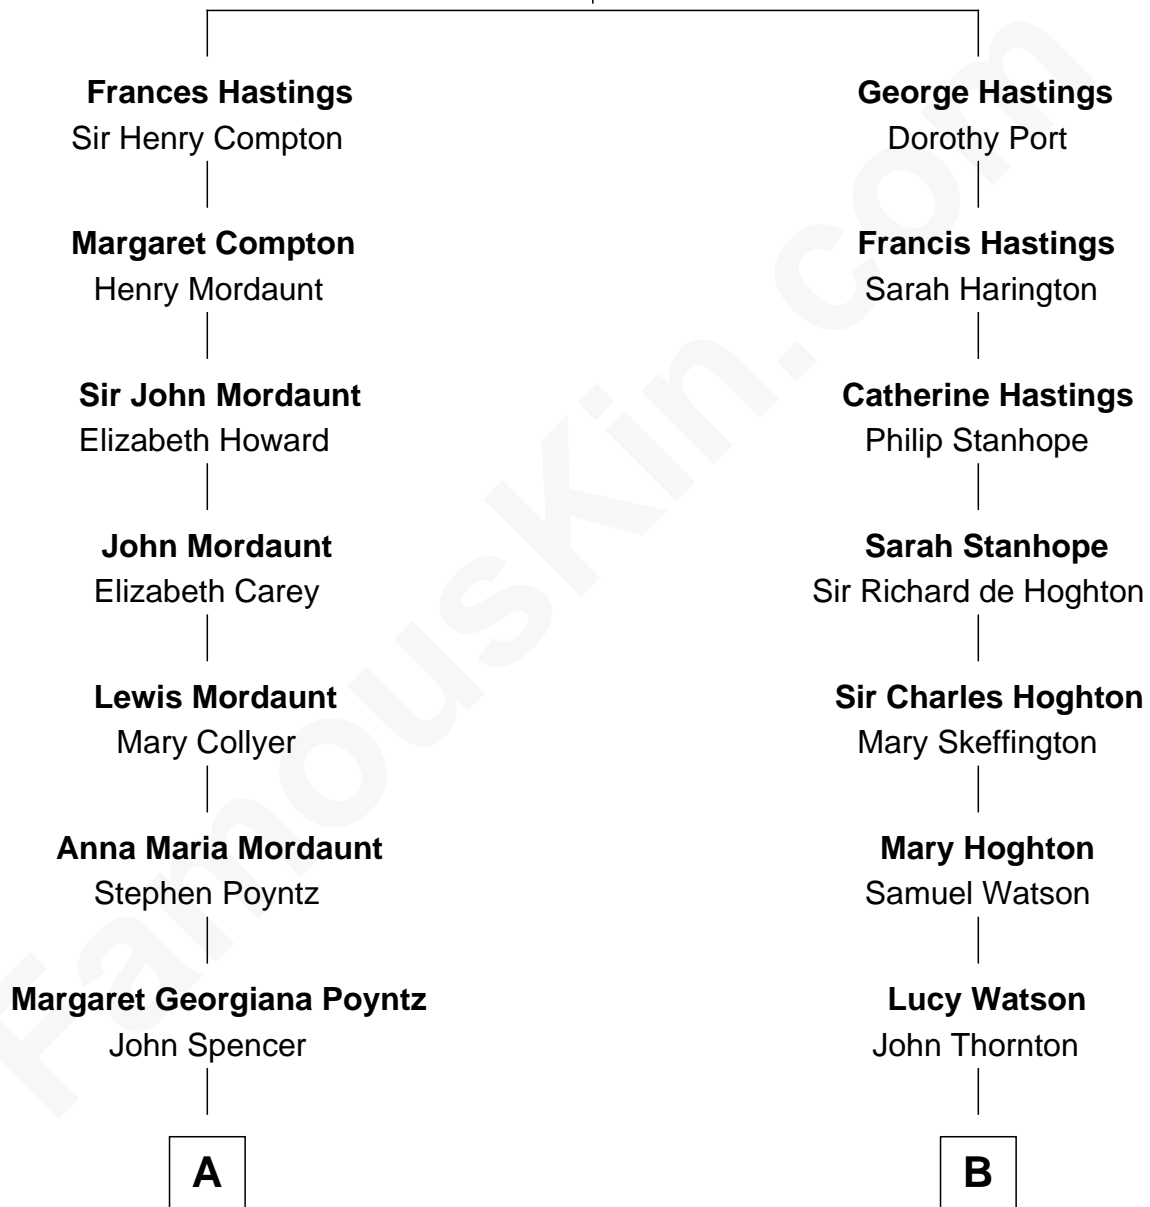 Frances Hastings
Sir Henry Compton
Margaret Compton
Henry Mordaunt
Sir John Mordaunt
Elizabeth Howard
John Mordaunt
Elizabeth Carey
Lewis Mordaunt
Mary Collyer
Anna Maria Mordaunt
Stephen Poyntz
Margaret Georgiana Poyntz
John Spencer
A
George Hastings
Dorothy Port
Francis Hastings
Sarah Harington
Catherine Hastings
Philip Stanhope
Sarah Stanhope
Sir Richard de Hoghton
Sir Charles Hoghton
Mary Skeffington
Mary Hoghton
Samuel Watson
Lucy Watson
John Thornton
B
FamousKin.com